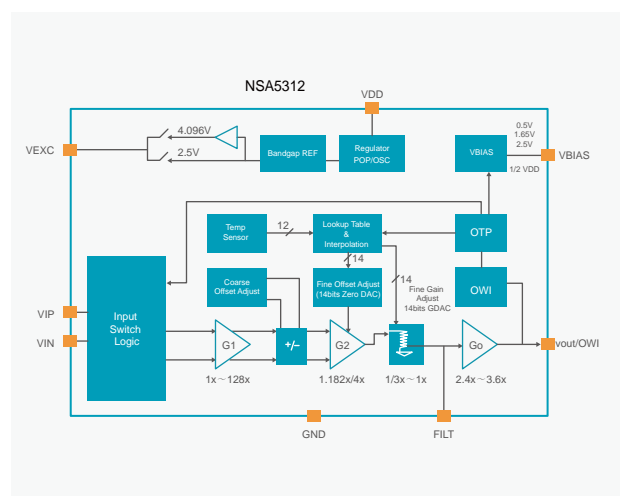 NSA5312
VDD
VEXC
4.096V
2.5V
Bandgap REF
Regulator
POP/OSC
VBIAS
0.5V
1.65V
2.5V
1/2 VDD
VBIAS
Temp
Sensor
12
Lookup Table
&
Interpolation
OTP
14
14
Coarse
Offset Adjust
Fine Offset Adjust
(14bits Zero DAC)
Fine Gain
Adjust
14bits GDAC
OWI
VIP
VIN
Input
Switch
Logic
G1
+/–
G2
Go
vout/OWI
1x～128x
1.182x/4x
1/3x～1x
2.4x～3.6x
GND
FILT